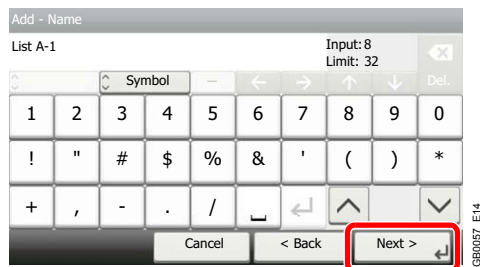 Add - Name
List A-1
Input: 8
Limit: 32
Symbol - ← → ↑ ↓ Del.
1 2 3 4 5 6 7 8 9 0
! " # $ % & ' ( ) *
+ , - . / ␣
Cancel < Back Next >
GB0057_E14